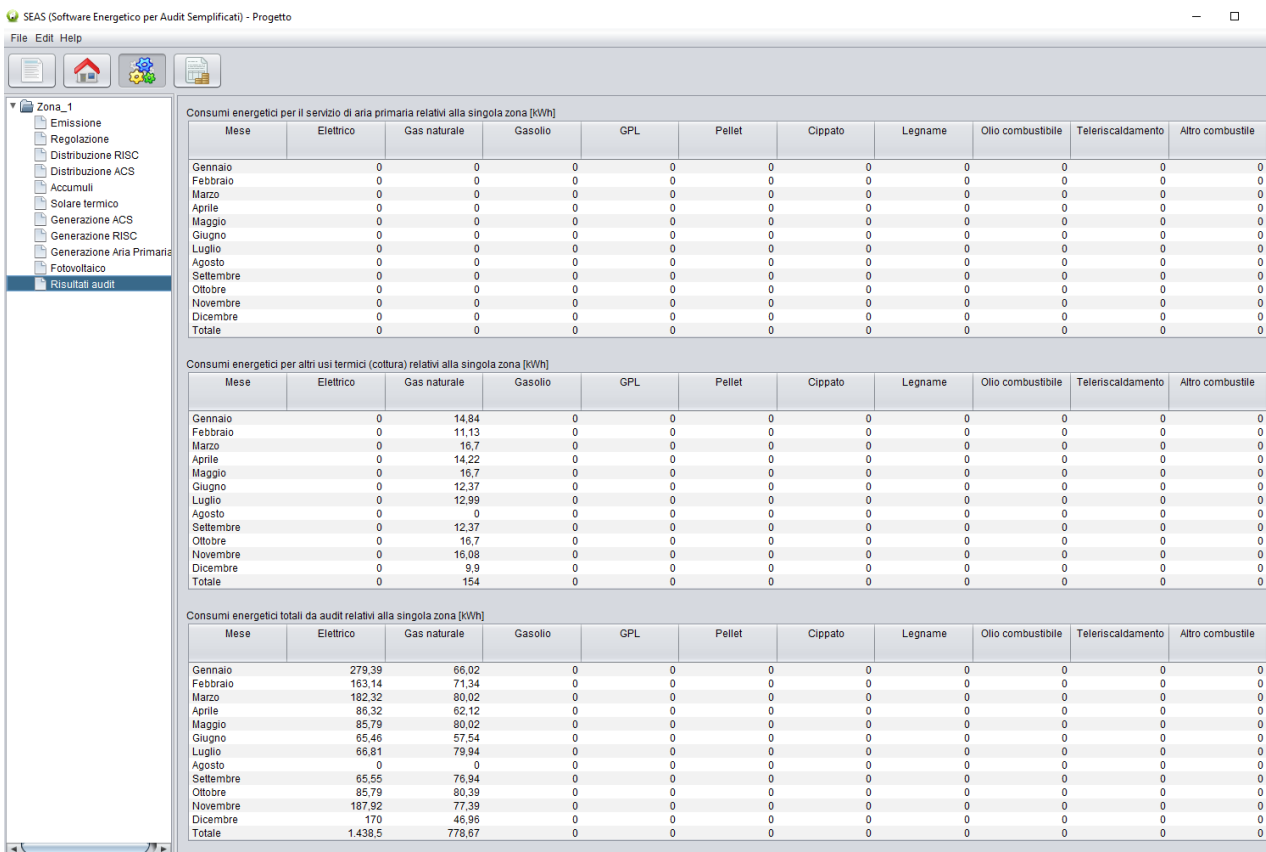 SEAS (Software Energetico per Audit Semplificati) - Progetto
File Edit Help
Zona_1
Emissione
Regolazione
Distribuzione RISC
Distribuzione ACS
Accumuli
Solare termico
Generazione ACS
Generazione RISC
Generazione Aria Primaria
Fotovoltaico
Risultati audit
Consumi energetici per il servizio di aria primaria relativi alla singola zona [kWh]
Mese Elettrico Gas naturale Gasolio GPL Pellet Cippato Legname Olio combustibile Teleriscaldamento Altro combustile
Gennaio 0 0 0 0 0 0 0 0 0 0
Febbraio 0 0 0 0 0 0 0 0 0 0
Marzo 0 0 0 0 0 0 0 0 0 0
Aprile 0 0 0 0 0 0 0 0 0 0
Maggio 0 0 0 0 0 0 0 0 0 0
Giugno 0 0 0 0 0 0 0 0 0 0
Luglio 0 0 0 0 0 0 0 0 0 0
Agosto 0 0 0 0 0 0 0 0 0 0
Settembre 0 0 0 0 0 0 0 0 0 0
Ottobre 0 0 0 0 0 0 0 0 0 0
Novembre 0 0 0 0 0 0 0 0 0 0
Dicembre 0 0 0 0 0 0 0 0 0 0
Totale 0 0 0 0 0 0 0 0 0 0
Consumi energetici per altri usi termici (cottura) relativi alla singola zona [kWh]
Mese Elettrico Gas naturale Gasolio GPL Pellet Cippato Legname Olio combustibile Teleriscaldamento Altro combustile
Gennaio 0 14,84 0 0 0 0 0 0 0 0
Febbraio 0 11,13 0 0 0 0 0 0 0 0
Marzo 0 16,7 0 0 0 0 0 0 0 0
Aprile 0 14,22 0 0 0 0 0 0 0 0
Maggio 0 16,7 0 0 0 0 0 0 0 0
Giugno 0 12,37 0 0 0 0 0 0 0 0
Luglio 0 12,99 0 0 0 0 0 0 0 0
Agosto 0 0 0 0 0 0 0 0 0 0
Settembre 0 12,37 0 0 0 0 0 0 0 0
Ottobre 0 16,7 0 0 0 0 0 0 0 0
Novembre 0 16,08 0 0 0 0 0 0 0 0
Dicembre 0 9,9 0 0 0 0 0 0 0 0
Totale 0 154 0 0 0 0 0 0 0 0
Consumi energetici totali da audit relativi alla singola zona [kWh]
Mese Elettrico Gas naturale Gasolio GPL Pellet Cippato Legname Olio combustibile Teleriscaldamento Altro combustile
Gennaio 279,39 66,02 0 0 0 0 0 0 0 0
Febbraio 163,14 71,34 0 0 0 0 0 0 0 0
Marzo 182,32 80,02 0 0 0 0 0 0 0 0
Aprile 86,32 62,12 0 0 0 0 0 0 0 0
Maggio 85,79 80,02 0 0 0 0 0 0 0 0
Giugno 65,46 57,54 0 0 0 0 0 0 0 0
Luglio 66,81 79,94 0 0 0 0 0 0 0 0
Agosto 0 0 0 0 0 0 0 0 0 0
Settembre 65,55 76,94 0 0 0 0 0 0 0 0
Ottobre 85,79 80,39 0 0 0 0 0 0 0 0
Novembre 187,92 77,39 0 0 0 0 0 0 0 0
Dicembre 170 46,96 0 0 0 0 0 0 0 0
Totale 1.438,5 778,67 0 0 0 0 0 0 0 0